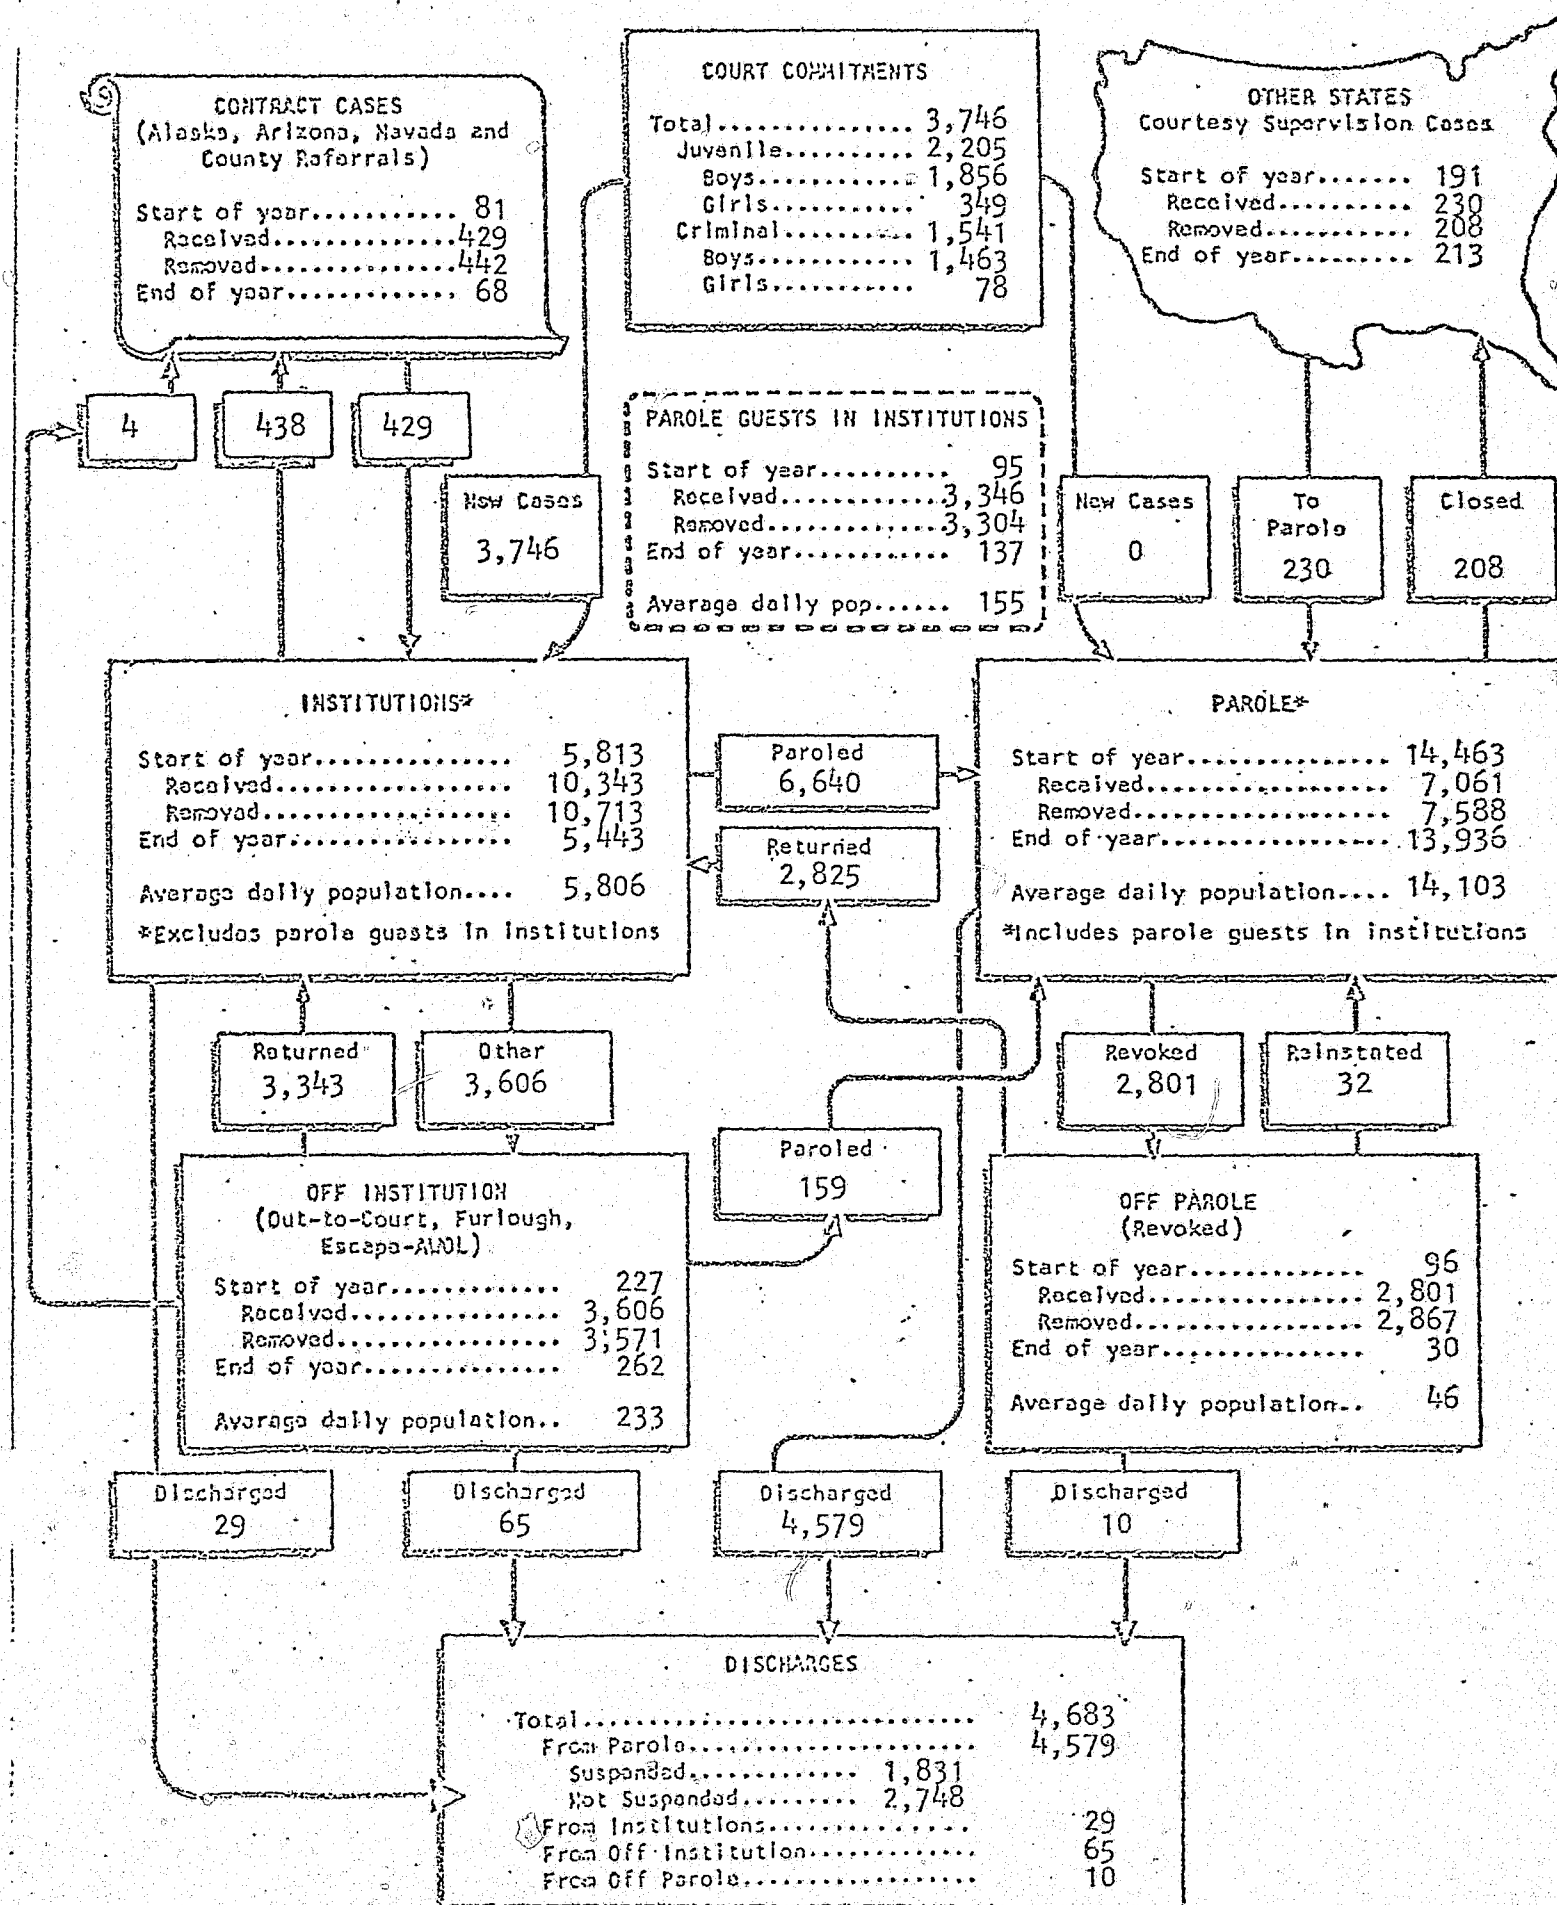 CONTRACT CASES
(Alaska, Arizona, Nevada and
County Referrals)
Start of year........... 81
Received...............429
Removed...............442
End of year............. 68
COURT COMMITMENTS
Total............... 3,746
Juvenile........... 2,205
Boys............ 1,856
Girls........... 349
Criminal........... 1,541
Boys............ 1,463
Girls........... 78
OTHER STATES
Courtesy Supervision Cases
Start of year....... 191
Received.......... 230
Removed........... 208
End of year......... 213
4
438
429
New Cases
3,746
PAROLE GUESTS IN INSTITUTIONS
Start of year.......... 95
Received............3,346
Removed.............3,304
End of year............ 137
Average daily pop...... 155
New Cases
0
To
Parole
230
Closed
208
INSTITUTIONS*
Start of year............... 5,813
Received.................. 10,343
Removed................... 10,713
End of year................. 5,443
Average daily population.... 5,806
*Excludes parole guests in institutions
Paroled
6,640
Returned
2,825
PAROLE*
Start of year............... 14,463
Received.................. 7,061
Removed................... 7,588
End of year................. 13,936
Average daily population.... 14,103
*Includes parole guests in institutions
Returned
3,343
Other
3,606
Paroled
159
Revoked
2,801
Reinstated
32
OFF INSTITUTION
(Out-to-Court, Furlough,
Escape-AWOL)
Start of year............. 227
Received................ 3,606
Removed................. 3,571
End of year............... 262
Average daily population.. 233
OFF PAROLE
(Revoked)
Start of year............. 96
Received................ 2,801
Removed................. 2,867
End of year............... 30
Average daily population.. 46
Discharged
29
Discharged
65
Discharged
4,579
Discharged
10
DISCHARGES
Total............................. 4,683
From Parole..................... 4,579
Suspended............. 1,831
Not Suspended......... 2,748
From Institutions............... 29
From Off Institution............. 65
From Off Parole.................. 10